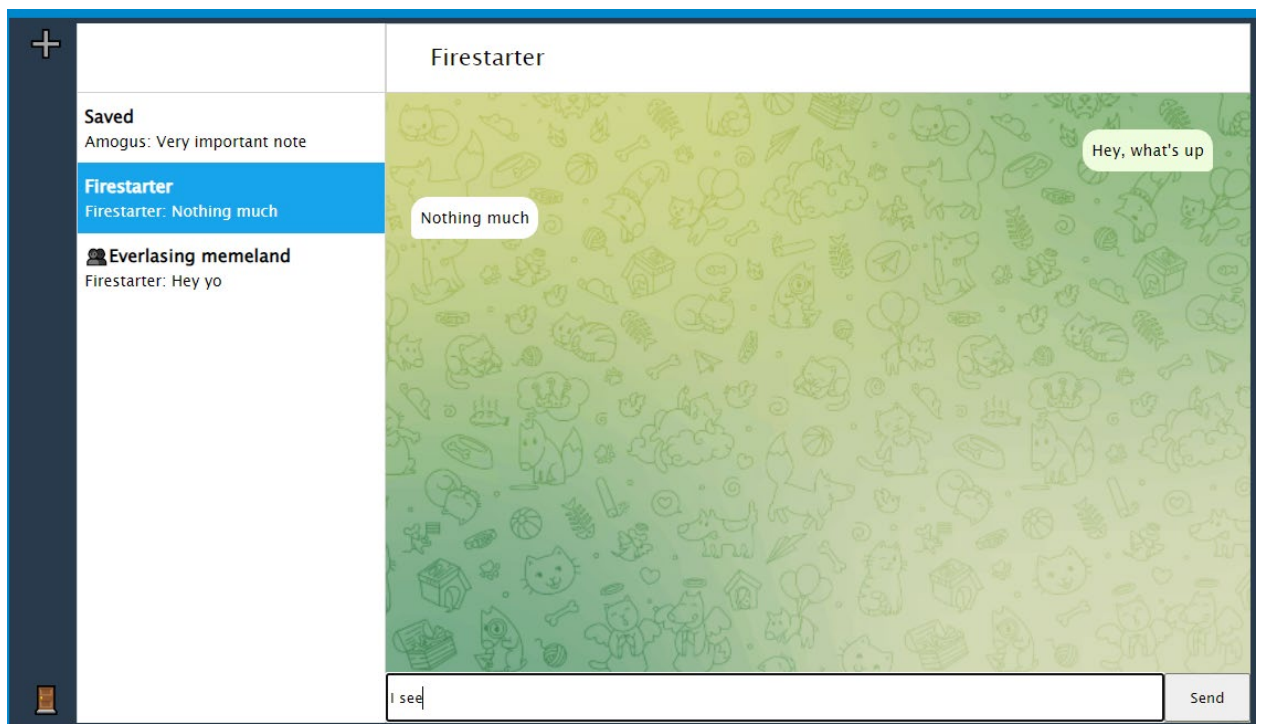 Firestarter
Saved
Amogus: Very important note
Firestarter
Firestarter: Nothing much
Everlasing memeland
Firestarter: Hey yo
Hey, what's up
Nothing much
I see
Send